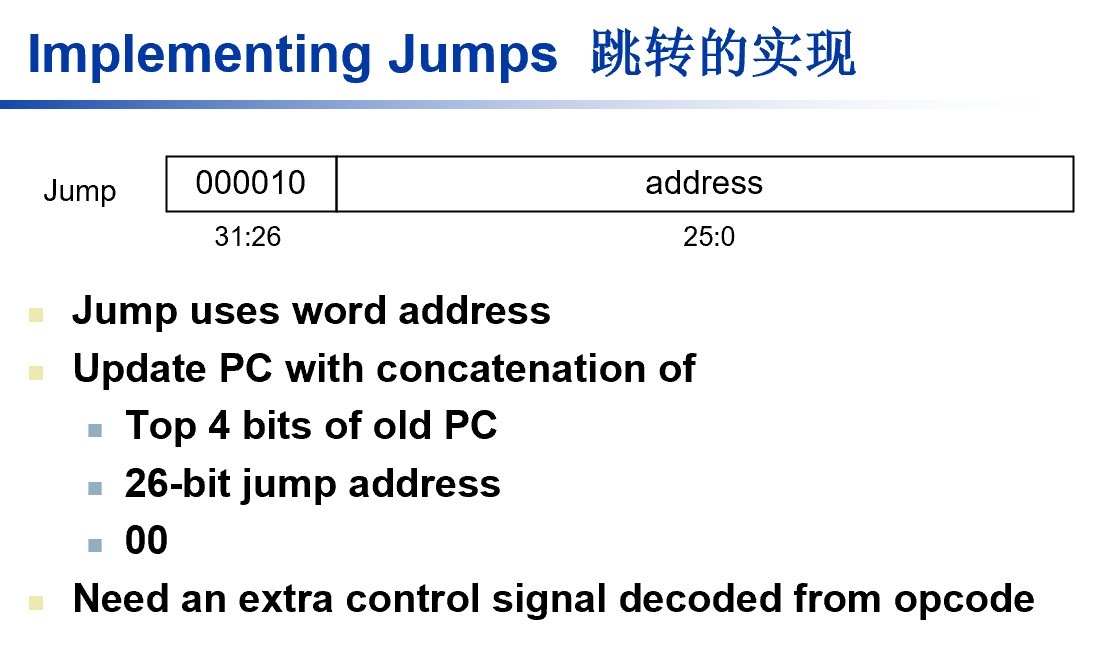 Implementing Jumps 跳转的实现
Jump 000010 address
31:26 25:0
Jump uses word address
Update PC with concatenation of
Top 4 bits of old PC
26-bit jump address
00
Need an extra control signal decoded from opcode